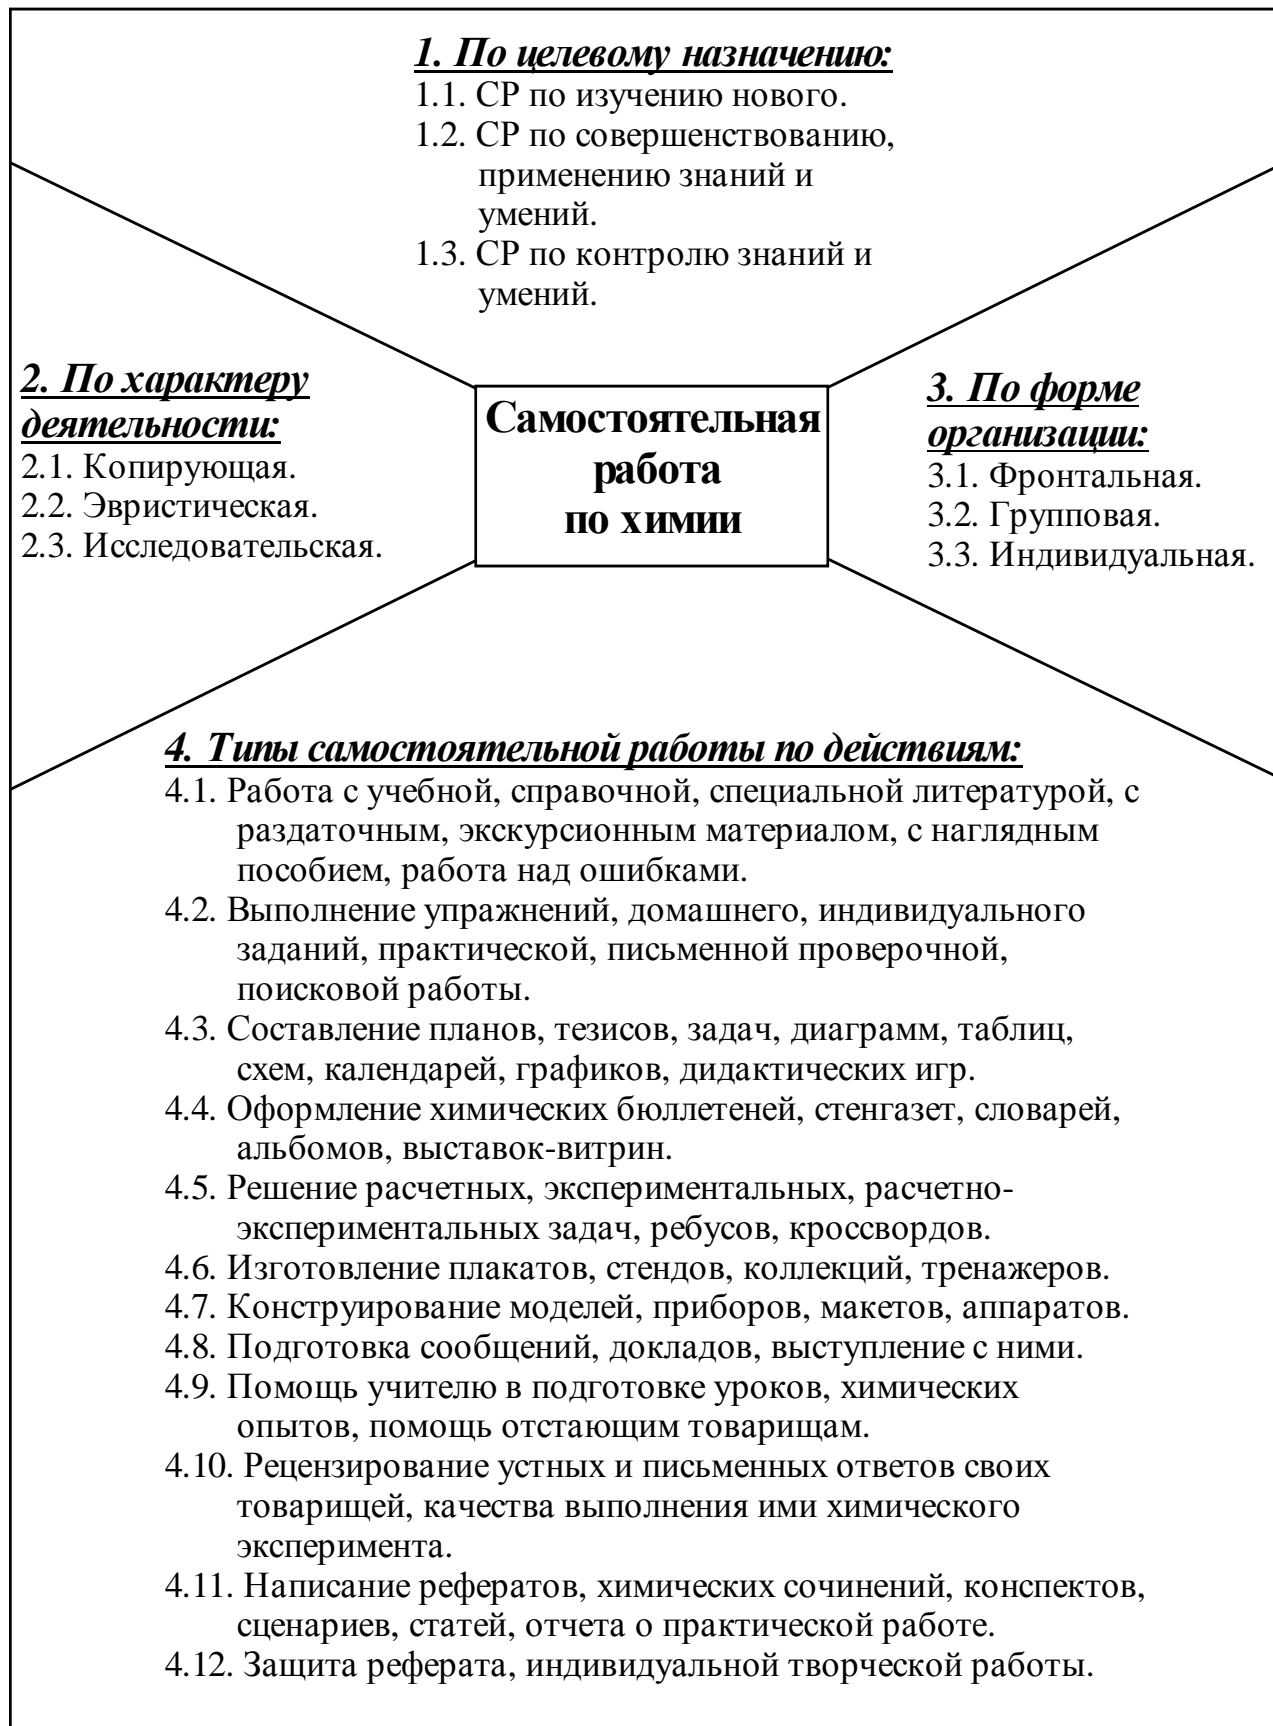 1. По целевому назначению:
1.1. СР по изучению нового.
1.2. СР по совершенствованию,
применению знаний и
умений.
1.3. СР по контролю знаний и
умений.
2. По характеру
деятельности:
2.1. Копирующая.
2.2. Эвристическая.
2.3. Исследовательская.
Самостоятельная
работа
по химии
3. По форме
организации:
3.1. Фронтальная.
3.2. Групповая.
3.3. Индивидуальная.
4. Типы самостоятельной работы по действиям:
4.1. Работа с учебной, справочной, специальной литературой, с
раздаточным, экскурсионным материалом, с наглядным
пособием, работа над ошибками.
4.2. Выполнение упражнений, домашнего, индивидуального
заданий, практической, письменной проверочной,
поисковой работы.
4.3. Составление планов, тезисов, задач, диаграмм, таблиц,
схем, календарей, графиков, дидактических игр.
4.4. Оформление химических бюллетеней, стенгазет, словарей,
альбомов, выставок-витрин.
4.5. Решение расчетных, экспериментальных, расчетно-
экспериментальных задач, ребусов, кроссвордов.
4.6. Изготовление плакатов, стендов, коллекций, тренажеров.
4.7. Конструирование моделей, приборов, макетов, аппаратов.
4.8. Подготовка сообщений, докладов, выступление с ними.
4.9. Помощь учителю в подготовке уроков, химических
опытов, помощь отстающим товарищам.
4.10. Рецензирование устных и письменных ответов своих
товарищей, качества выполнения ими химического
эксперимента.
4.11. Написание рефератов, химических сочинений, конспектов,
сценариев, статей, отчета о практической работе.
4.12. Защита реферата, индивидуальной творческой работы.